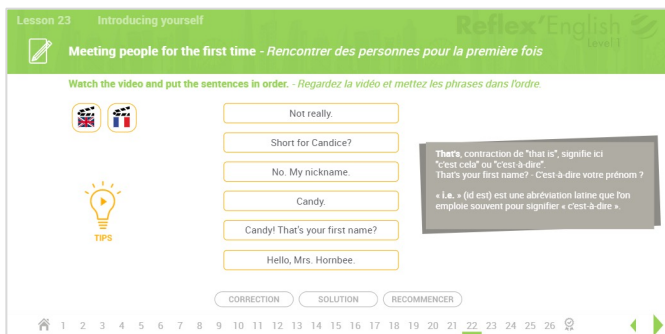 Lesson 23 Introducing yourself
Reflex'English
Level 1
Meeting people for the first time - Rencontrer des personnes pour la première fois
Watch the video and put the sentences in order. - Regardez la vidéo et mettez les phrases dans l'ordre.
Not really.
Short for Candice?
No. My nickname.
Candy.
Candy! That's your first name?
Hello, Mrs. Hornbee.
TIPS
That's, contraction de "that is", signifie ici
"c'est cela" ou "c'est-à-dire".
That's your first name? - C'est-à-dire votre prénom ?
« i.e. » (id est) est une abréviation latine que l'on
emploie souvent pour signifier « c'est-à-dire ».
CORRECTION SOLUTION RECOMMENCER
1 2 3 4 5 6 7 8 9 10 11 12 13 14 15 16 17 18 19 20 21 22 23 24 25 26